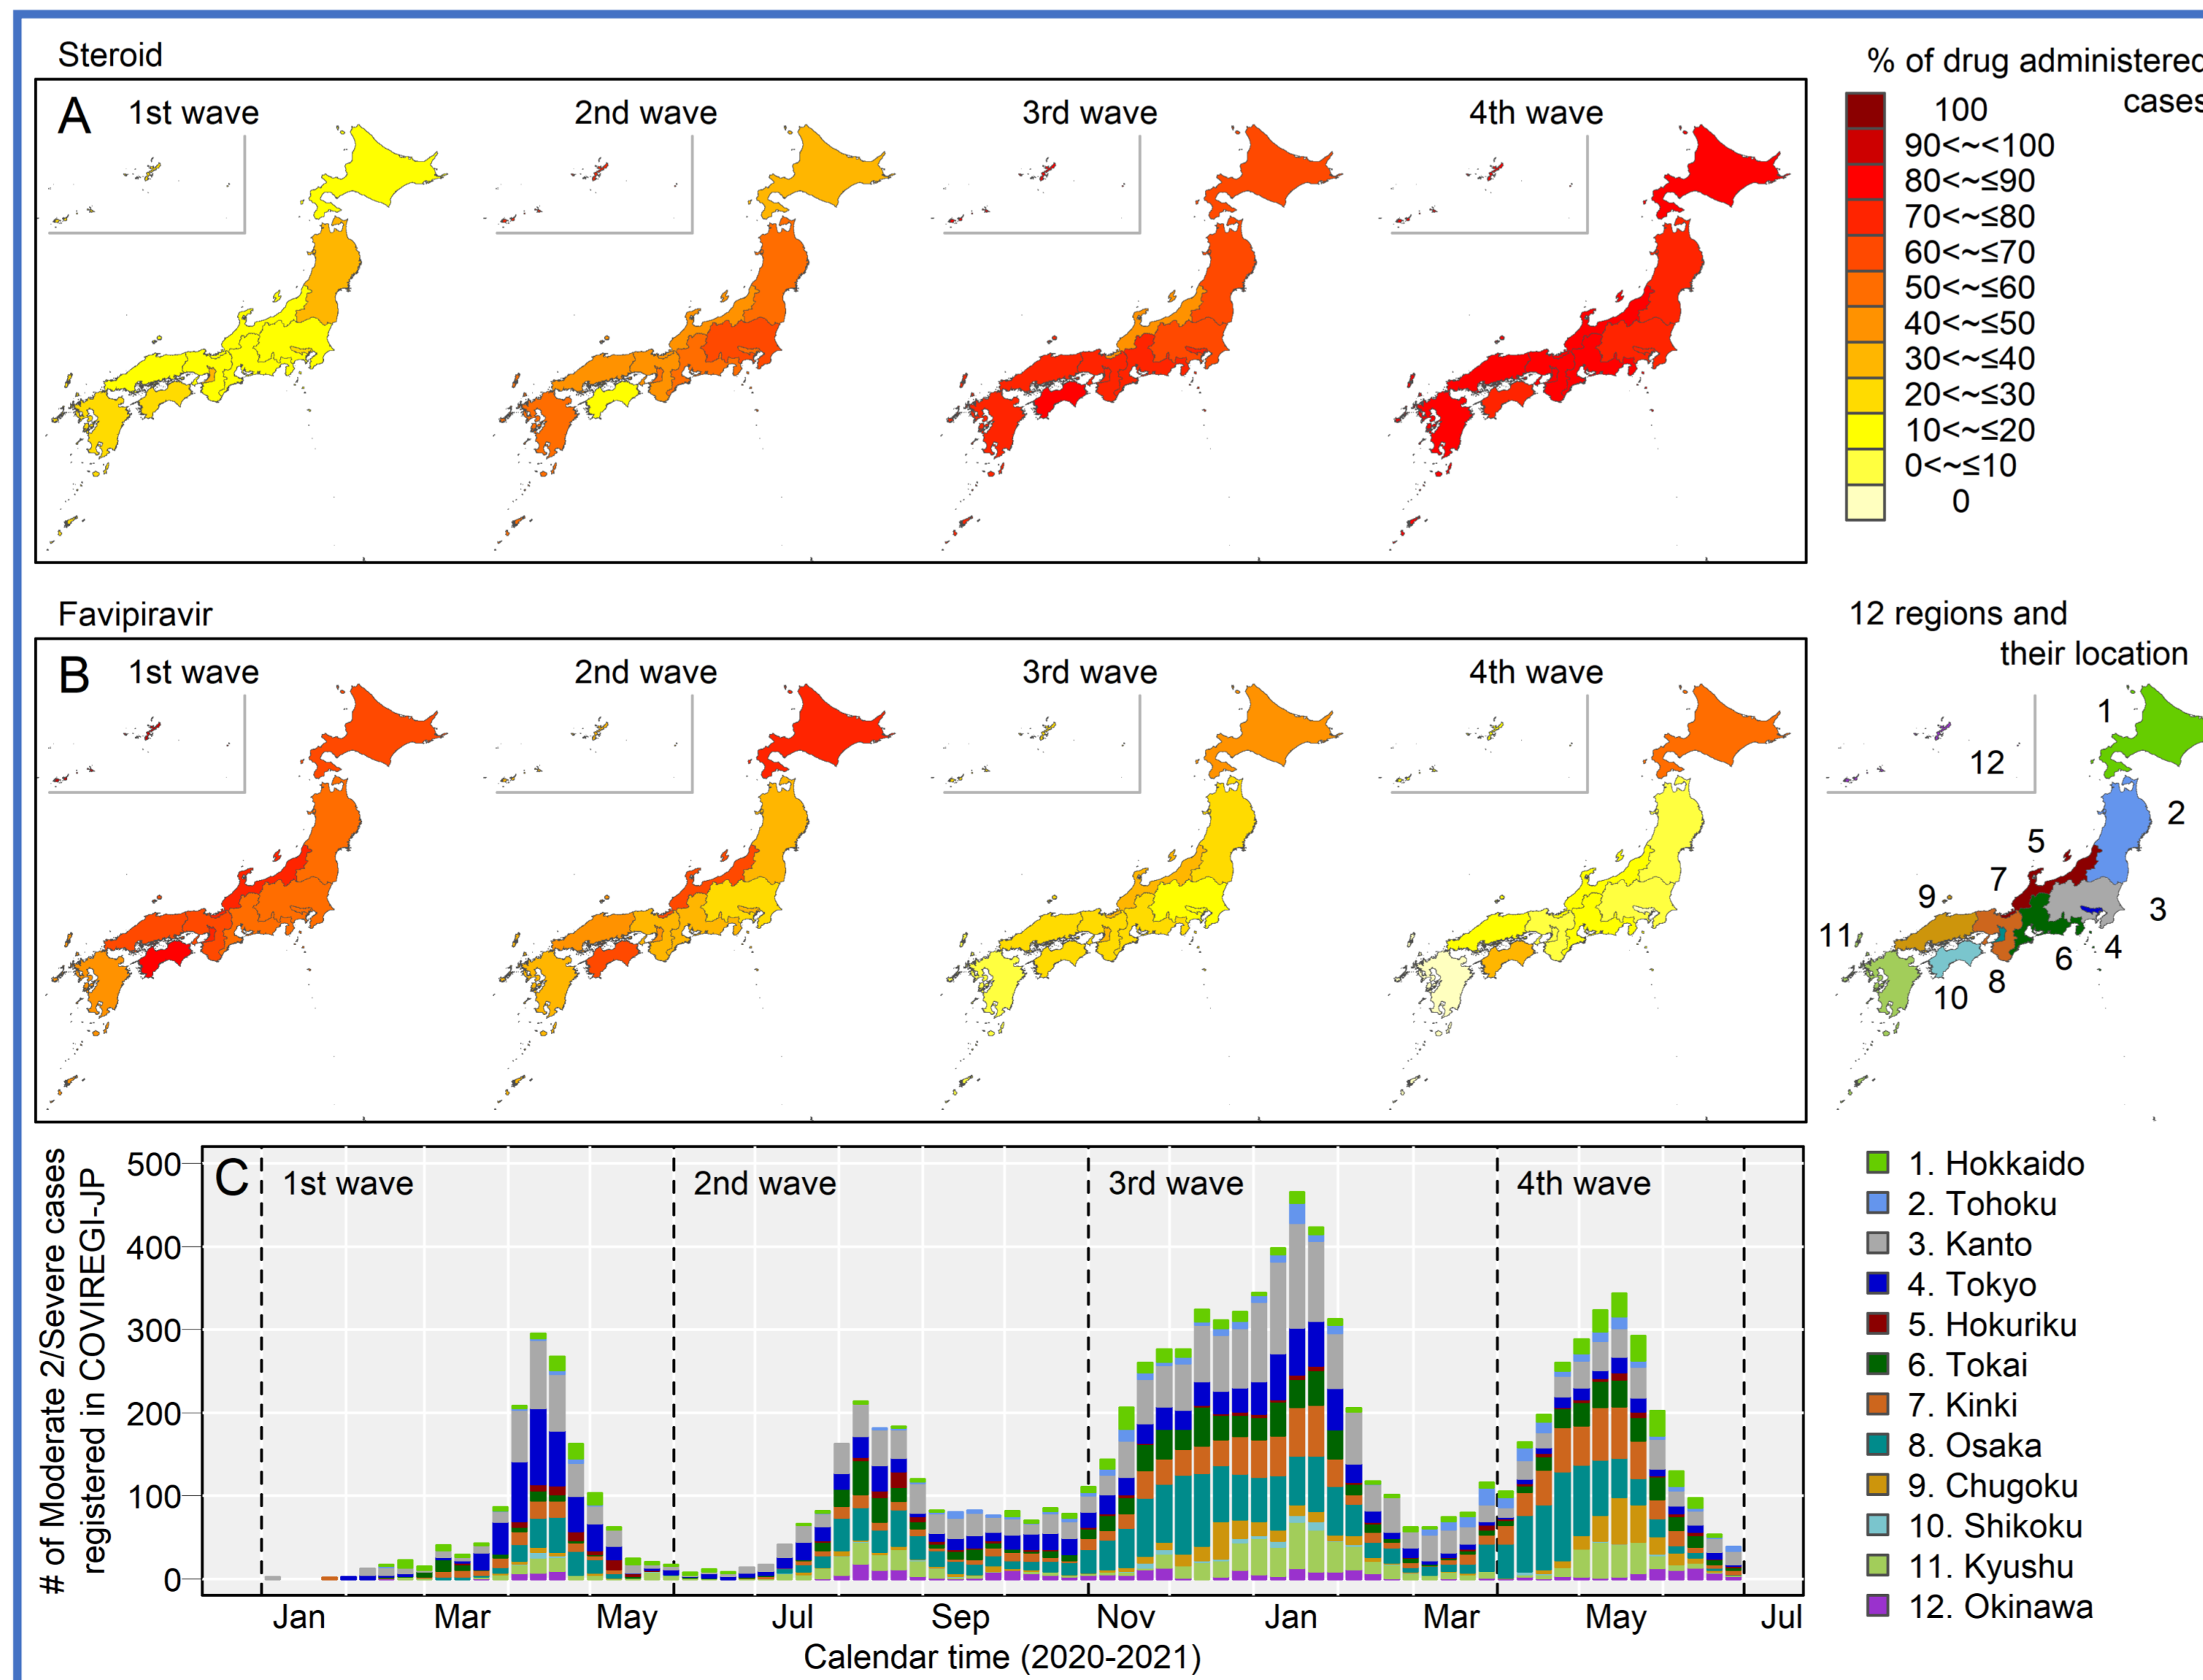 Steroid
A
1st wave
2nd wave
3rd wave
4th wave
% of drug administered
cases
100
90<~<100
80<~≤90
70<~≤80
60<~≤70
50<~≤60
40<~≤50
30<~≤40
20<~≤30
10<~≤20
0<~≤10
0
Favipiravir
B
1st wave
2nd wave
3rd wave
4th wave
12 regions and
their location
1
12
2
5
7
9
3
11
4
6
8
10
# of Moderate 2/Severe cases
registered in COVIREGI-JP
500
400
300
200
100
0
C
1st wave
2nd wave
3rd wave
4th wave
Jan
Mar
May
Jul
Sep
Nov
Jan
Mar
May
Jul
Calendar time (2020-2021)
1. Hokkaido
2. Tohoku
3. Kanto
4. Tokyo
5. Hokuriku
6. Tokai
7. Kinki
8. Osaka
9. Chugoku
10. Shikoku
11. Kyushu
12. Okinawa